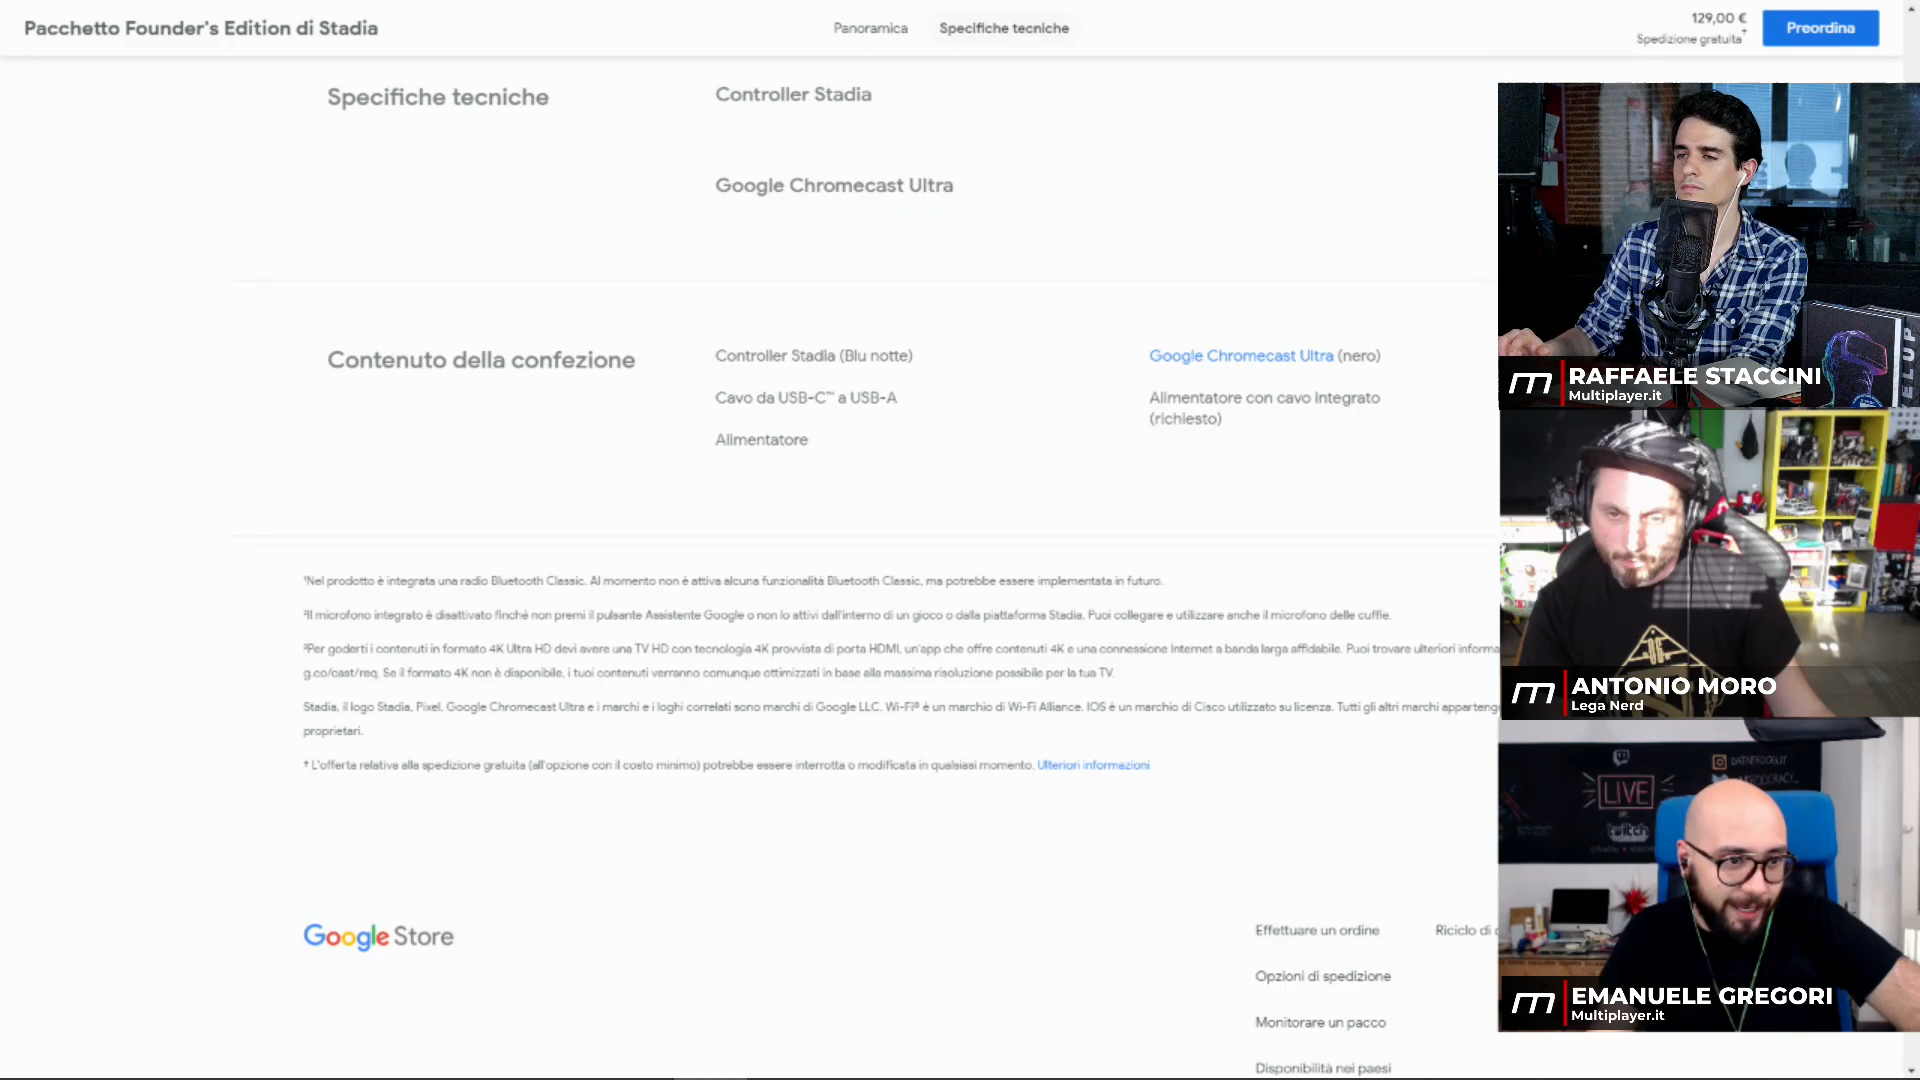 Pacchetto Founder's Edition di Stadia
Panoramica
Specifiche tecniche
129,00 €
Spedizione gratuita†
Preordina
Specifiche tecniche
Controller Stadia
Google Chromecast Ultra
Contenuto della confezione
Controller Stadia (Blu notte)
Cavo da USB-C™ a USB-A
Alimentatore
Google Chromecast Ultra (nero)
Alimentatore con cavo integrato
(richiesto)
¹Nel prodotto è integrata una radio Bluetooth Classic. Al momento non è attiva alcuna funzionalità Bluetooth Classic, ma potrebbe essere implementata in futuro.
²Il microfono integrato è disattivato finché non premi il pulsante Assistente Google o non lo attivi dall'interno di un gioco o dalla piattaforma Stadia. Puoi collegare e utilizzare anche il microfono delle cuffie.
³Per goderti i contenuti in formato 4K Ultra HD devi avere una TV HD con tecnologia 4K provvista di porta HDMI, un'app che offre contenuti 4K e una connessione Internet a banda larga affidabile. Puoi trovare ulteriori informa
g.co/cast/req. Se il formato 4K non è disponibile, i tuoi contenuti verranno comunque ottimizzati in base alla massima risoluzione possibile per la tua TV.
Stadia, il logo Stadia, Pixel, Google Chromecast Ultra e i marchi e i loghi correlati sono marchi di Google LLC. Wi-Fi® è un marchio di Wi-Fi Alliance. IOS è un marchio di Cisco utilizzato su licenza. Tutti gli altri marchi apparteng
proprietari.
† L'offerta relativa alla spedizione gratuita (all'opzione con il costo minimo) potrebbe essere interrotta o modificata in qualsiasi momento. Ulteriori informazioni
Google Store
Effettuare un ordine
Riciclo di
Opzioni di spedizione
Monitorare un pacco
Disponibilità nei paesi
ELUP
RAFFAELE STACCINI
Multiplayer.it
ANTONIO MORO
Lega Nerd
LIVE
twitch
EMANUELE GREGORI
Multiplayer.it